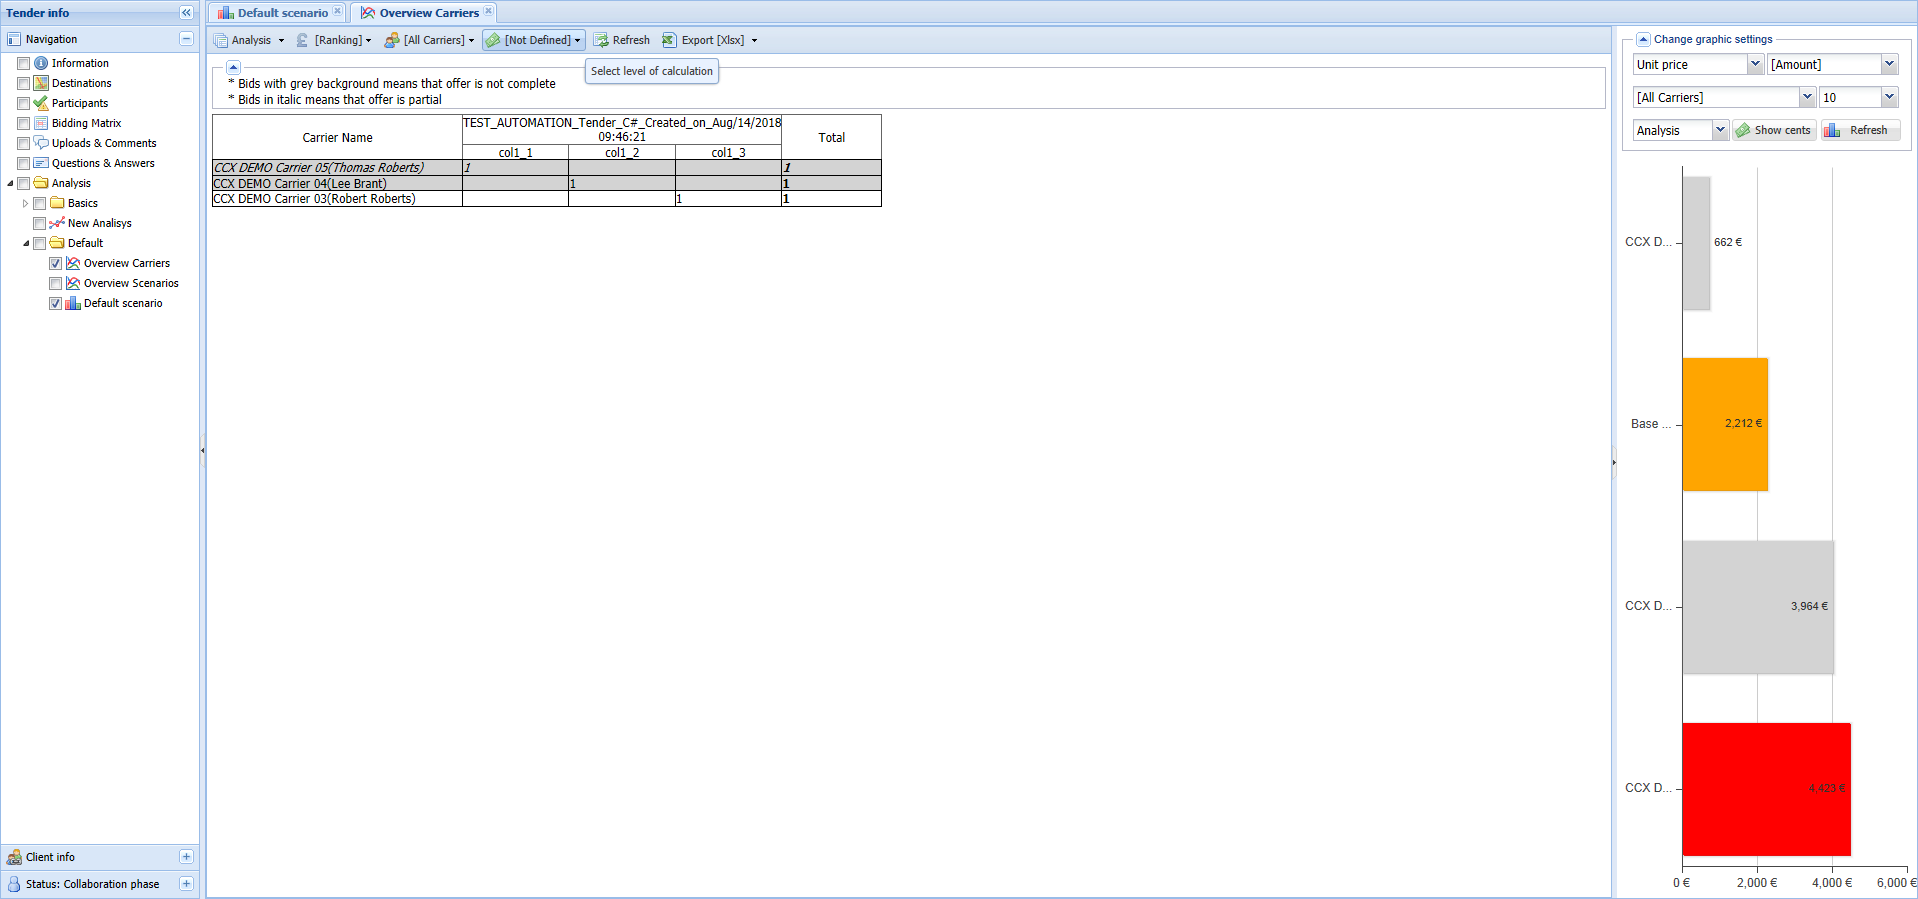 Tender info
Default scenario
Overview Carriers
Navigation
Analysis
[Ranking]
[All Carriers]
[Not Defined]
Refresh
Export [Xlsx]
Change graphic settings
Information
Destinations
Participants
Bidding Matrix
Uploads & Comments
Questions & Answers
Analysis
Basics
New Analisys
Default
Overview Carriers
Overview Scenarios
Default scenario
Client info
Status: Collaboration phase
Select level of calculation
* Bids with grey background means that offer is not complete
* Bids in italic means that offer is partial
Carrier Name
TEST_AUTOMATION_Tender_C#_Created_on_Aug/14/2018
09:46:21
Total
col1_1 col1_2 col1_3
CCX DEMO Carrier 05(Thomas Roberts) 1 1
CCX DEMO Carrier 04(Lee Brant) 1 1
CCX DEMO Carrier 03(Robert Roberts) 1 1
Unit price [Amount]
[All Carriers] 10
Analysis Show cents Refresh
CCX D... 662 €
Base ... 2,212 €
CCX D... 3,964 €
CCX D... 4,423 €
0 € 2,000 € 4,000 € 6,000 €